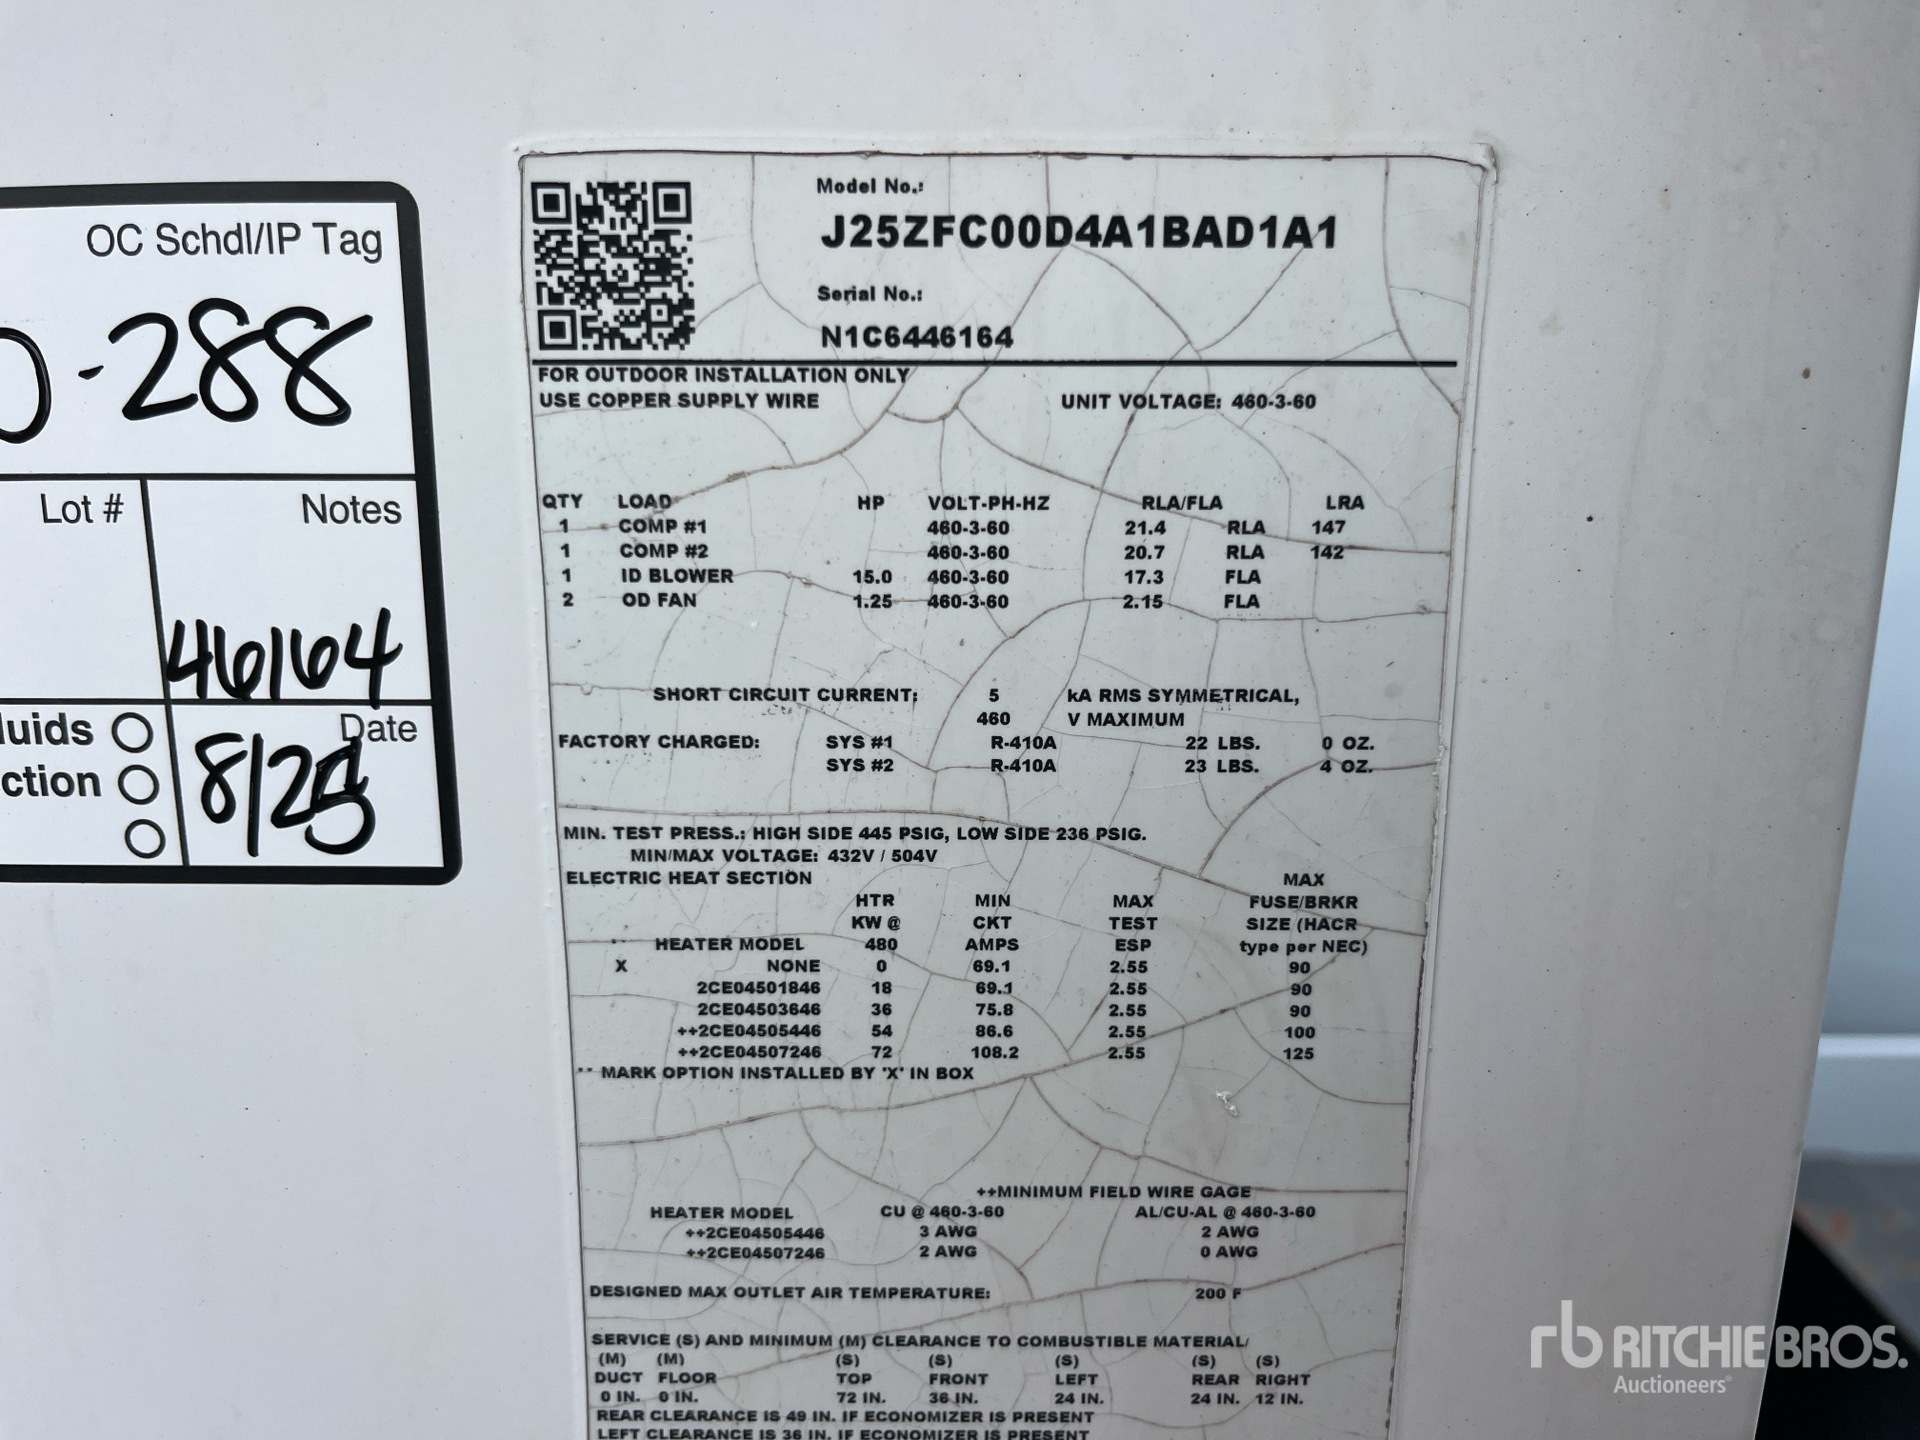 OC Schdl/IP Tag
-288
Lot #
Notes
46164
Date
8/25
Model No.:
J25ZFC00D4A1BAD1A1
Serial No.:
N1C6446164
FOR OUTDOOR INSTALLATION ONLY
USE COPPER SUPPLY WIRE UNIT VOLTAGE: 460-3-60
QTY LOAD HP VOLT-PH-HZ RLA/FLA LRA
1 COMP #1 460-3-60 21.4 RLA 147
1 COMP #2 460-3-60 20.7 RLA 142
1 ID BLOWER 15.0 460-3-60 17.3 FLA
2 OD FAN 1.25 460-3-60 2.15 FLA
SHORT CIRCUIT CURRENT: 5 kA RMS SYMMETRICAL,
460 V MAXIMUM
FACTORY CHARGED: SYS #1 R-410A 22 LBS. 0 OZ.
SYS #2 R-410A 23 LBS. 4 OZ.
MIN. TEST PRESS.: HIGH SIDE 445 PSIG, LOW SIDE 236 PSIG.
MIN/MAX VOLTAGE: 432V / 504V
ELECTRIC HEAT SECTION MAX
HTR MIN MAX FUSE/BRKR
KW @ CKT TEST SIZE (HACR
** HEATER MODEL 480 AMPS ESP type per NEC)
X NONE 0 69.1 2.55 90
2CE04501846 18 69.1 2.55 90
2CE04503646 36 75.8 2.55 90
++2CE04505446 54 86.6 2.55 100
++2CE04507246 72 108.2 2.55 125
** MARK OPTION INSTALLED BY 'X' IN BOX
++MINIMUM FIELD WIRE GAGE
HEATER MODEL CU @ 460-3-60 AL/CU-AL @ 460-3-60
++2CE04505446 3 AWG 2 AWG
++2CE04507246 2 AWG 0 AWG
DESIGNED MAX OUTLET AIR TEMPERATURE: 200 F
SERVICE (S) AND MINIMUM (M) CLEARANCE TO COMBUSTIBLE MATERIAL/
(M) (M) (S) (S) (S) (S) (S)
DUCT FLOOR TOP FRONT LEFT REAR RIGHT
0 IN. 0 IN. 72 IN. 36 IN. 24 IN. 24 IN. 12 IN.
REAR CLEARANCE IS 49 IN. IF ECONOMIZER IS PRESENT
LEFT CLEARANCE IS 36 IN. IF ECONOMIZER IS PRESENT
rb RITCHIE BROS.
Auctioneers